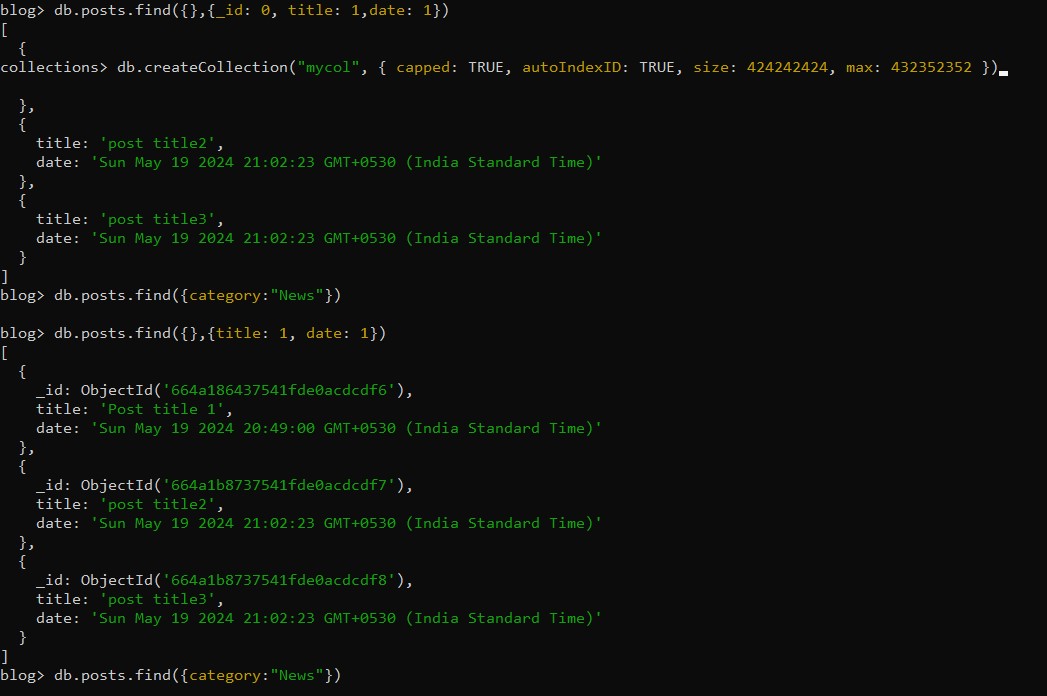 blog> db.posts.find({},{_id: 0, title: 1,date: 1})
[
  {
collections> db.createCollection("mycol", { capped: TRUE, autoIndexID: TRUE, size: 424242424, max: 432352352 })
  },
  {
    title: 'post title2',
    date: 'Sun May 19 2024 21:02:23 GMT+0530 (India Standard Time)'
  },
  {
    title: 'post title3',
    date: 'Sun May 19 2024 21:02:23 GMT+0530 (India Standard Time)'
  }
]
blog> db.posts.find({category:"News"})
blog> db.posts.find({},{title: 1, date: 1})
[
  {
    _id: ObjectId('664a186437541fde0acdcdf6'),
    title: 'Post title 1',
    date: 'Sun May 19 2024 20:49:00 GMT+0530 (India Standard Time)'
  },
  {
    _id: ObjectId('664a1b8737541fde0acdcdf7'),
    title: 'post title2',
    date: 'Sun May 19 2024 21:02:23 GMT+0530 (India Standard Time)'
  },
  {
    _id: ObjectId('664a1b8737541fde0acdcdf8'),
    title: 'post title3',
    date: 'Sun May 19 2024 21:02:23 GMT+0530 (India Standard Time)'
  }
]
blog> db.posts.find({category:"News"})